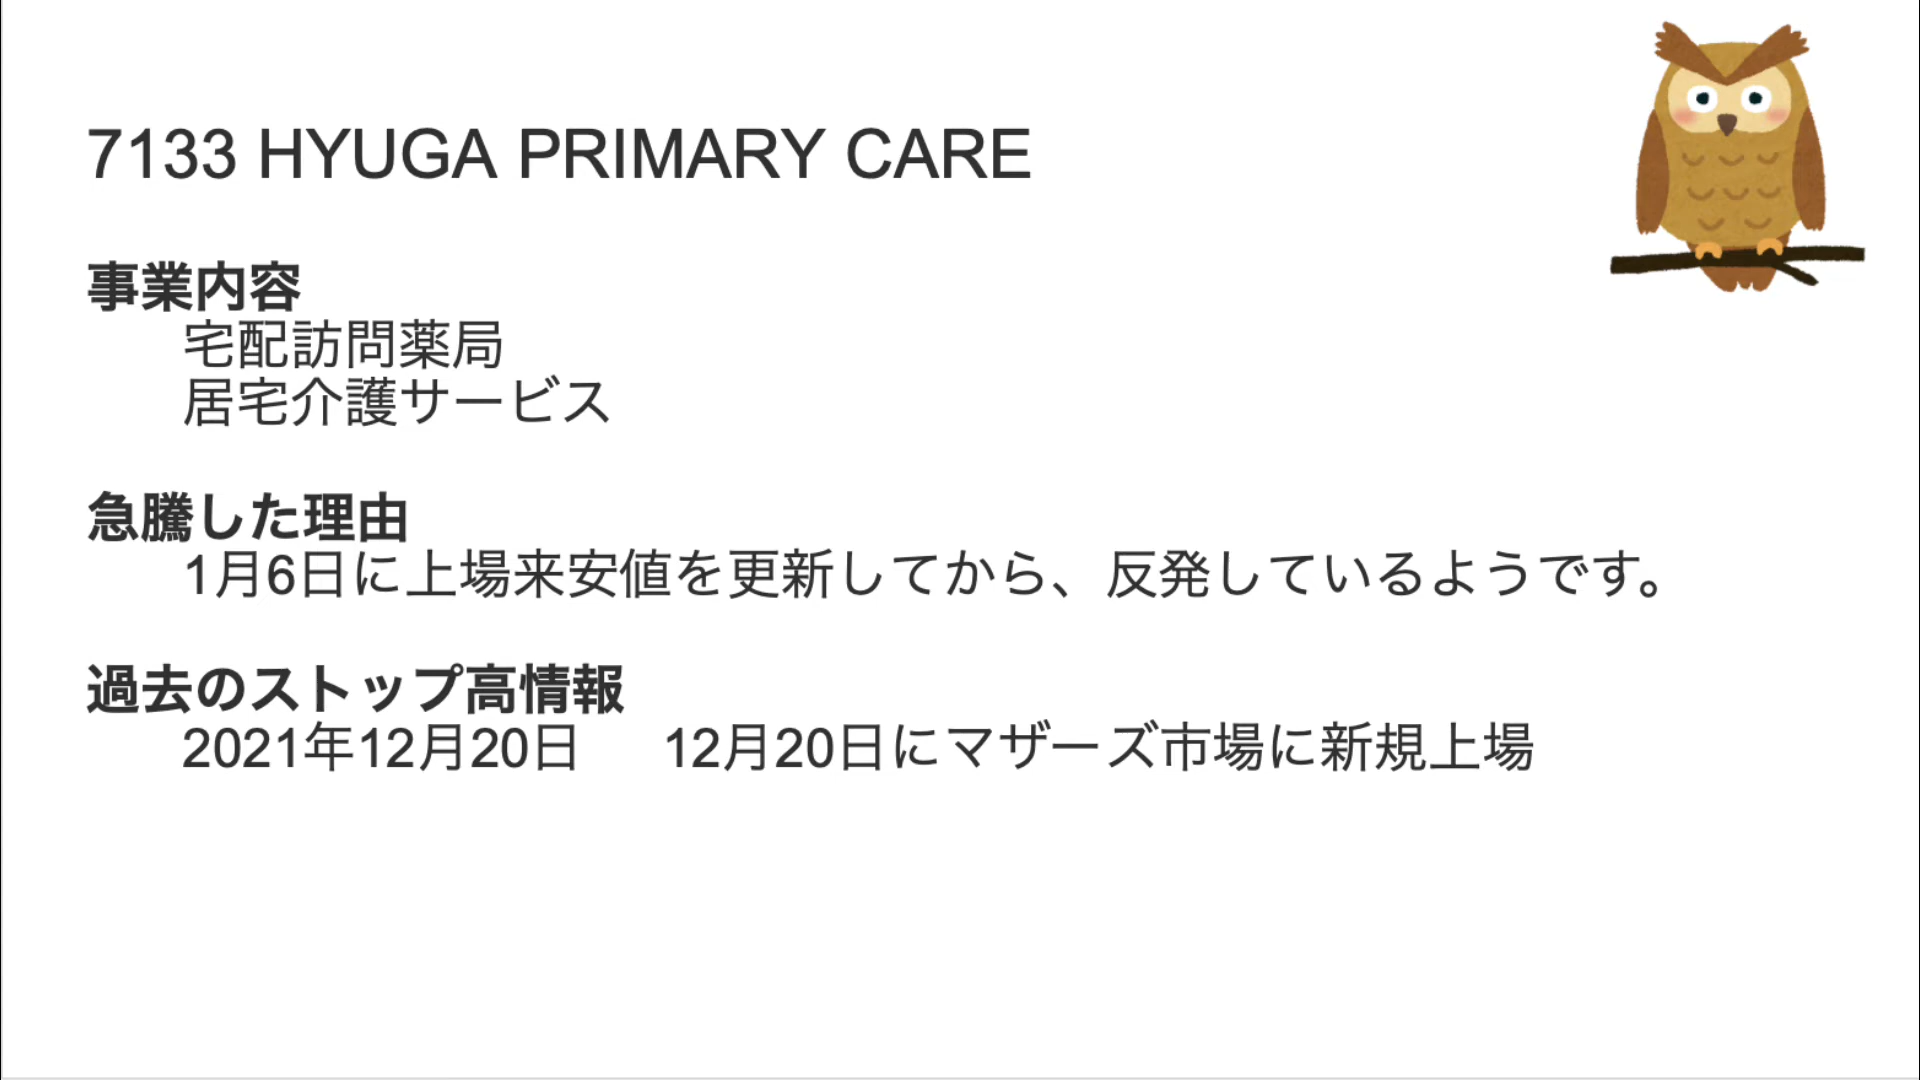 7133 HYUGA PRIMARY CARE
事業内容
宅配訪問薬局
居宅介護サービス
急騰した理由
1月6日に上場来安値を更新してから、反発しているようです。
過去のストップ高情報
2021年12月20日　12月20日にマザーズ市場に新規上場